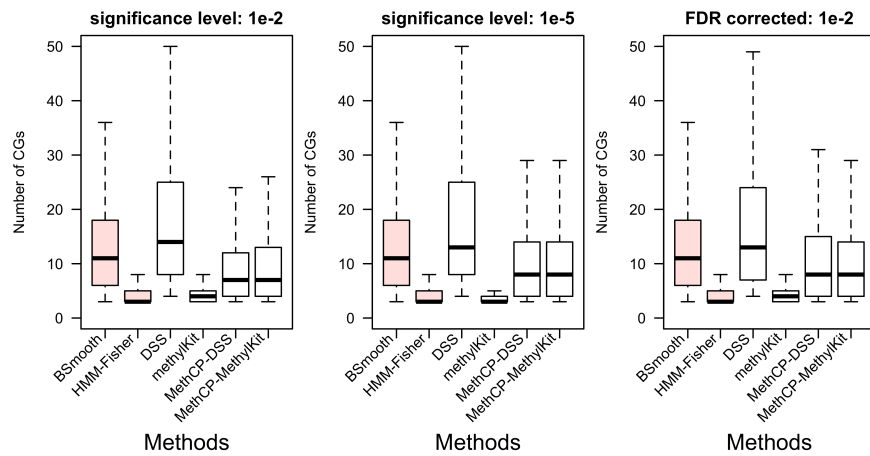 significance level: 1e-2
Number of CGs
50
40
30
20
10
0
BSmooth
HMM-Fisher
DSS
methylKit
MethCP-DSS
MethCP-MethylKit
Methods
significance level: 1e-5
Number of CGs
50
40
30
20
10
0
BSmooth
HMM-Fisher
DSS
methylKit
MethCP-DSS
MethCP-MethylKit
Methods
FDR corrected: 1e-2
Number of CGs
50
40
30
20
10
0
BSmooth
HMM-Fisher
DSS
methylKit
MethCP-DSS
MethCP-MethylKit
Methods